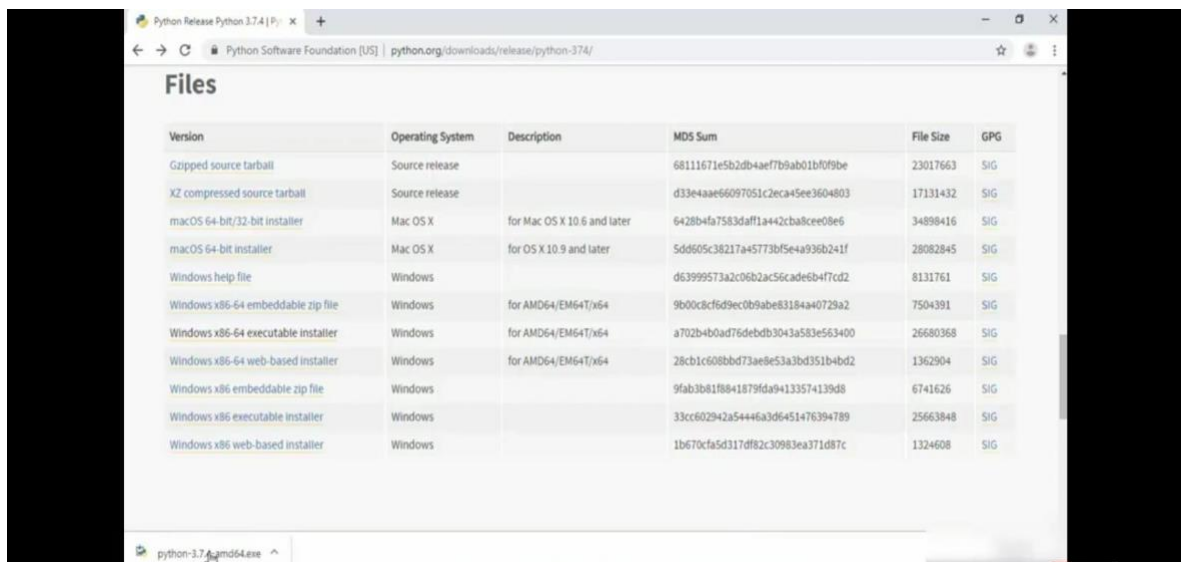 Python Release Python 3.7.4 | Py
Python Software Foundation [US] | python.org/downloads/release/python-374/
Files
Version Operating System Description MD5 Sum File Size GPG
Gzipped source tarball Source release 68111671e5b2db4aef7b9ab01bf0f9be 23017663 SIG
XZ compressed source tarball Source release d33e4aae66097051c2eca45ee3604803 17131432 SIG
macOS 64-bit/32-bit installer Mac OS X for Mac OS X 10.6 and later 6428b4fa7583daff1a442cba8cee08e6 34898416 SIG
macOS 64-bit installer Mac OS X for OS X 10.9 and later 5dd605c38217a45773bf5e4a936b241f 28082845 SIG
Windows help file Windows d63999573a2c06b2ac56cade6b4f7cd2 8131761 SIG
Windows x86-64 embeddable zip file Windows for AMD64/EM64T/x64 9b00c8cf6d9ec0b9abe83184a40729a2 7504391 SIG
Windows x86-64 executable installer Windows for AMD64/EM64T/x64 a702b4b0ad76debdb3043a583e563400 26680368 SIG
Windows x86-64 web-based installer Windows for AMD64/EM64T/x64 28cb1c608bbd73ae8e53a3bd351b4bd2 1362904 SIG
Windows x86 embeddable zip file Windows 9fab3b81f8841879fda94133574139d8 6741626 SIG
Windows x86 executable installer Windows 33cc602942a54446a3d6451476394789 25663848 SIG
Windows x86 web-based installer Windows 1b670cfa5d317df82c30983ea371d87c 1324608 SIG
python-3.7.4-amd64.exe